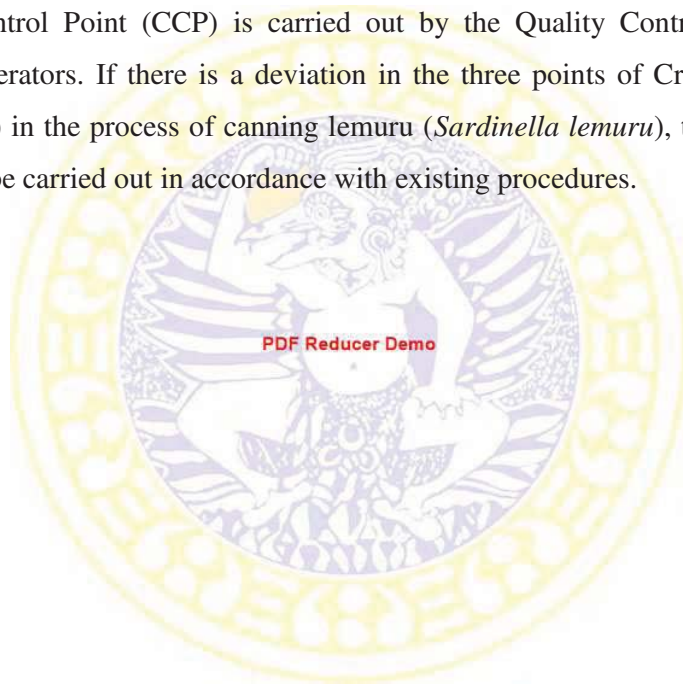 ntrol Point (CCP) is carried out by the Quality Contr
erators. If there is a deviation in the three points of Cr
) in the process of canning lemuru (Sardinella lemuru), t
be carried out in accordance with existing procedures.
PDF Reducer Demo